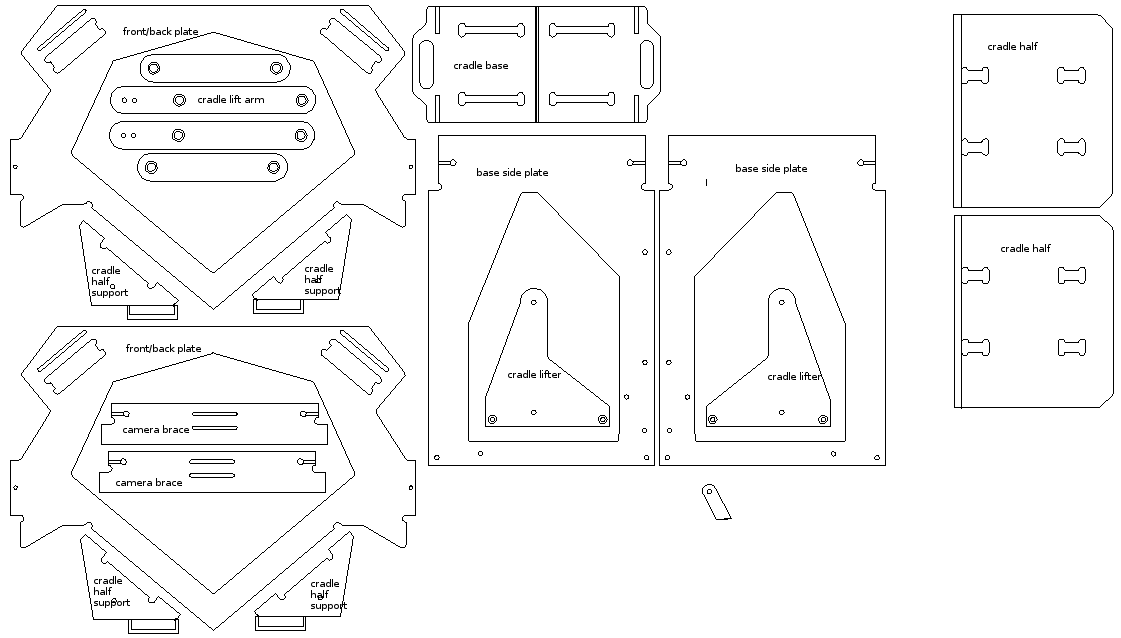 front/back plate
cradle lift arm
cradle
half
support
cradle
half
support
cradle base
cradle half
base side plate
base side plate
cradle half
cradle lifter
cradle lifter
front/back plate
camera brace
camera brace
cradle
half
support
cradle
half
support